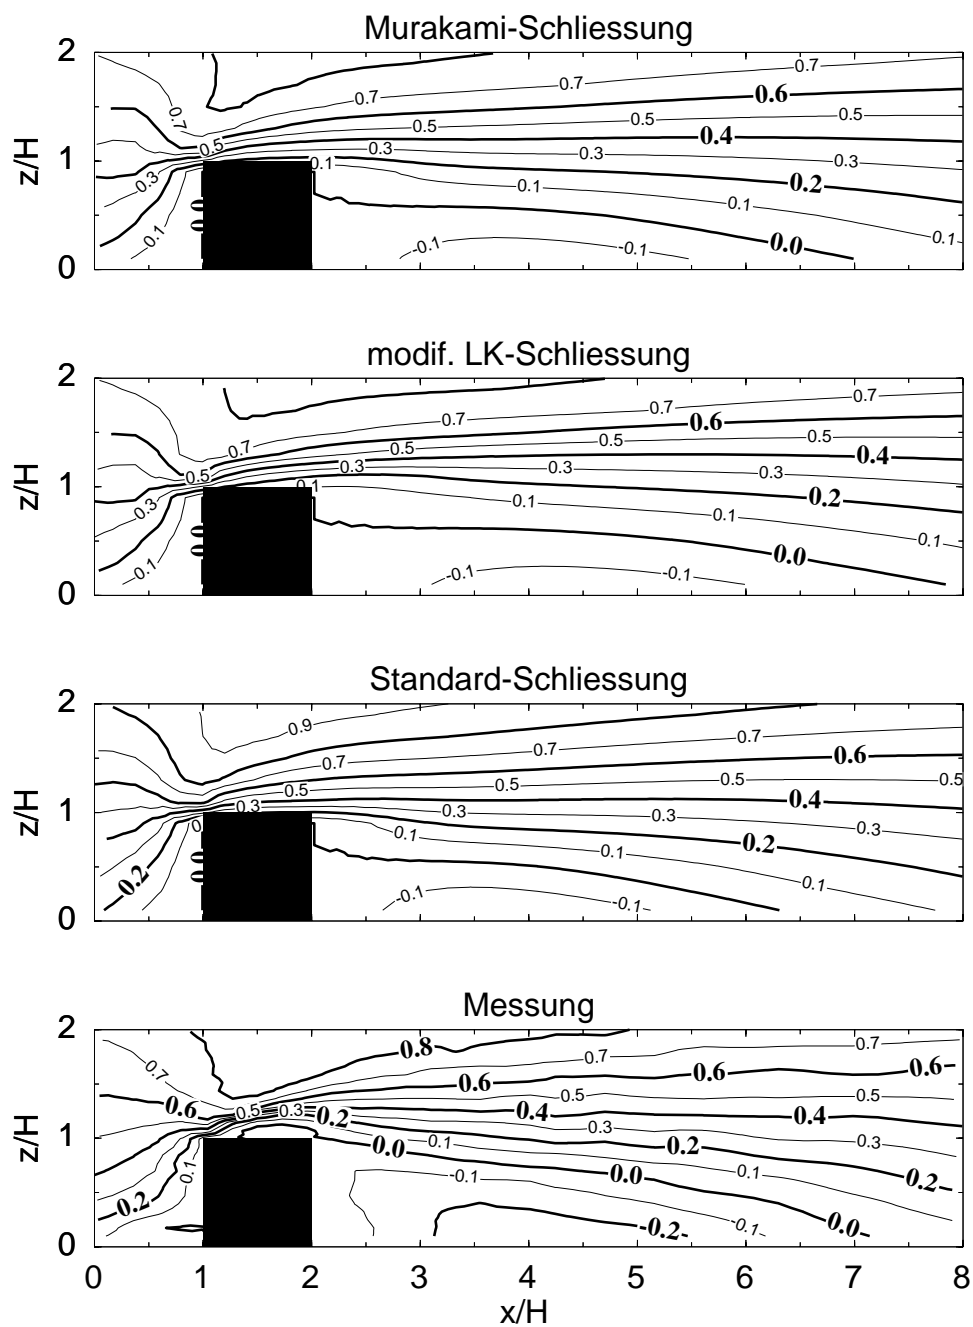 Murakami-Schliessung
2
0.7 0.7 0.7
0.6
0.5 0.5 0.5
0.4
z/H 1
0.3 0.3 0.3
0.1 0.1 0.2
0.1 0.1 0.1
0.0
-0.1 -0.1
0
modif. LK-Schliessung
2
0.7 0.7 0.7
0.6
0.5 0.5 0.5
0.4
z/H 1
0.3 0.3 0.3
0.1 0.1 0.2
0.1 0.1
0.0
-0.1 -0.1
0
Standard-Schliessung
2
0.9
0.7 0.7 0.7
0.6
0.5 0.5 0.5
0.4
z/H 1
0.3 0.3 0.3
0.1 0.2
0.2 0.1 0.1
-0.1 -0.1
0
Messung
2
0.8 0.7 0.7
0.7
0.6 0.6 0.6
0.6
0.5 0.5 0.5
0.3 0.2 0.4 0.4
z/H 1
0.3 0.3
0.1 0.0 0.1 0.2
0.1 -0.1 0.0 0.1 0.2
0.2
-0.2 -0.1 0.0
0
0 1 2 3 4 5 6 7 8
x/H